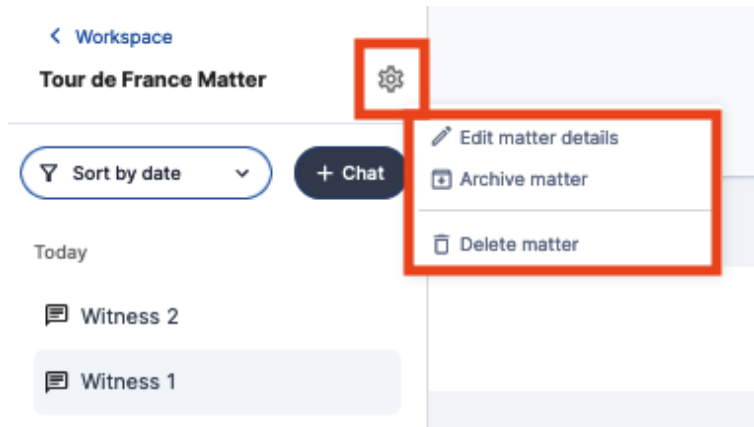 Workspace
Tour de France Matter
Edit matter details
Sort by date
+ Chat
Archive matter
Today
Delete matter
Witness 2
Witness 1